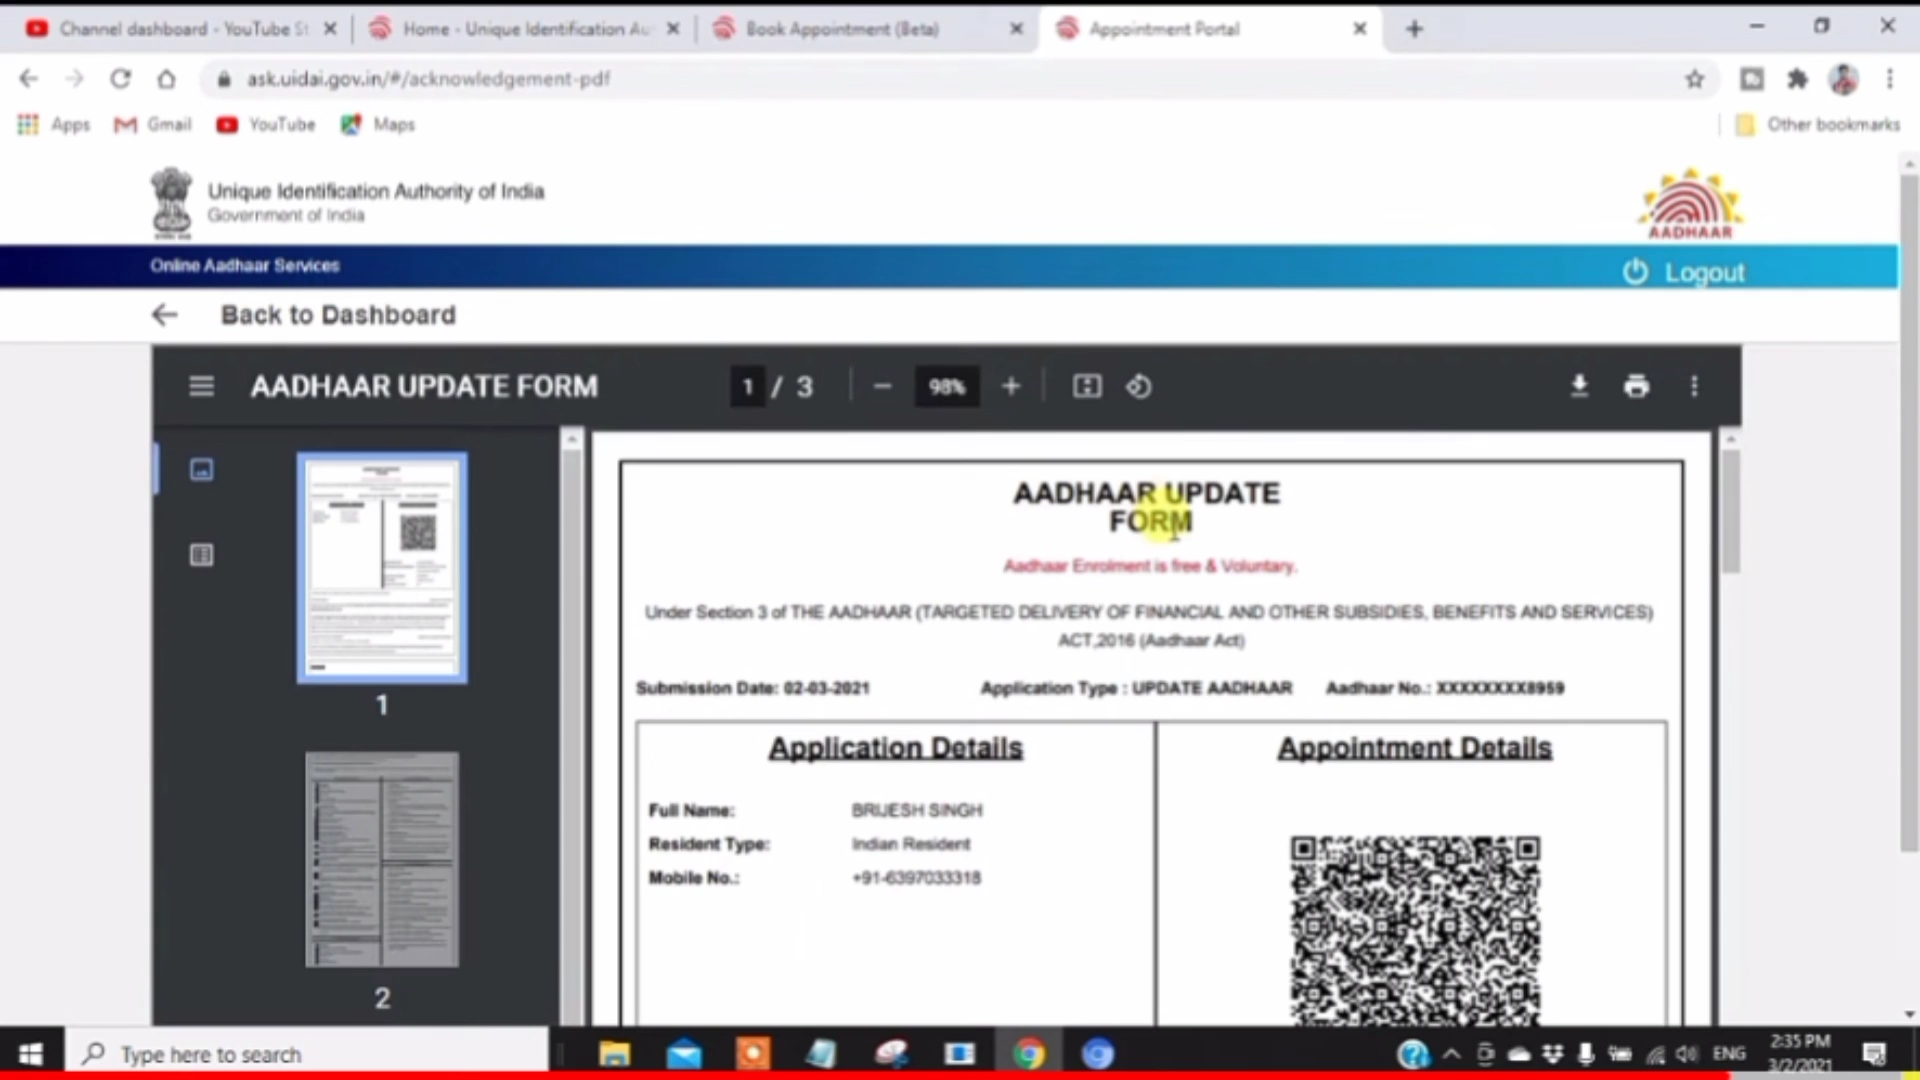 Channel dashboard - YouTube St
Home - Unique Identification Au
Book Appointment (Beta)
Appointment Portal
ask.uidai.gov.in/#/acknowledgement-pdf
Apps
Gmail
YouTube
Maps
Other bookmarks
Unique Identification Authority of India
Government of India
AADHAAR
Online Aadhaar Services
Logout
Back to Dashboard
AADHAAR UPDATE FORM
1 / 3
98%
AADHAAR UPDATE
FORM
Aadhaar Enrolment is free & Voluntary.
Under Section 3 of THE AADHAAR (TARGETED DELIVERY OF FINANCIAL AND OTHER SUBSIDIES, BENEFITS AND SERVICES)
ACT,2016 (Aadhaar Act)
Submission Date: 02-03-2021 Application Type : UPDATE AADHAAR Aadhaar No.: XXXXXXXX8959
Application Details
Appointment Details
Full Name: BRIJESH SINGH
Resident Type: Indian Resident
Mobile No.: +91-6397033318
1
2
Type here to search
ENG
2:35 PM
3/2/2021